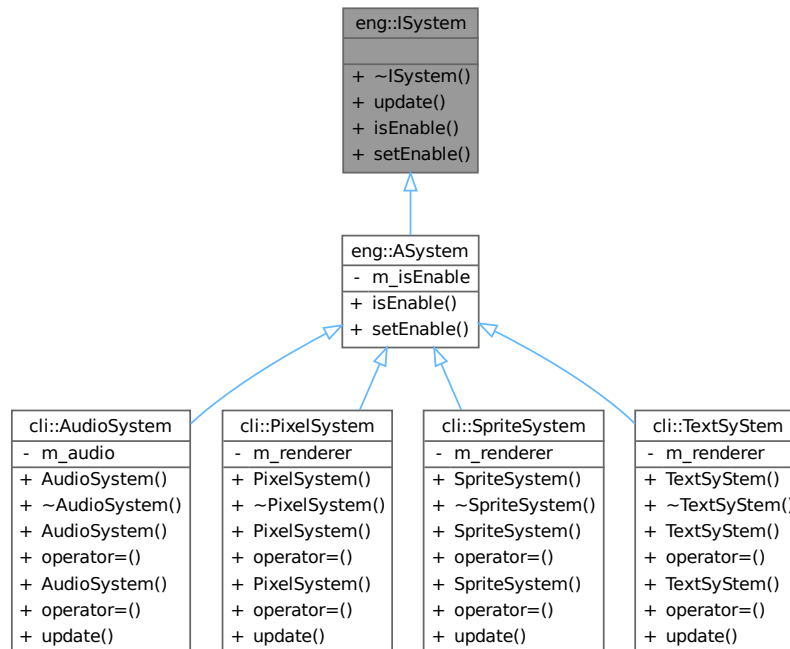 eng::ISystem
+ ~ISystem()
+ update()
+ isEnable()
+ setEnable()
eng::ASystem
- m_isEnable
+ isEnable()
+ setEnable()
cli::AudioSystem
- m_audio
+ AudioSystem()
+ ~AudioSystem()
+ AudioSystem()
+ operator=()
+ AudioSystem()
+ operator=()
+ update()
cli::PixelSystem
- m_renderer
+ PixelSystem()
+ ~PixelSystem()
+ PixelSystem()
+ operator=()
+ PixelSystem()
+ operator=()
+ update()
cli::SpriteSystem
- m_renderer
+ SpriteSystem()
+ ~SpriteSystem()
+ SpriteSystem()
+ operator=()
+ SpriteSystem()
+ operator=()
+ update()
cli::TextSyStem
- m_renderer
+ TextSyStem()
+ ~TextSyStem()
+ TextSyStem()
+ operator=()
+ TextSyStem()
+ operator=()
+ update()